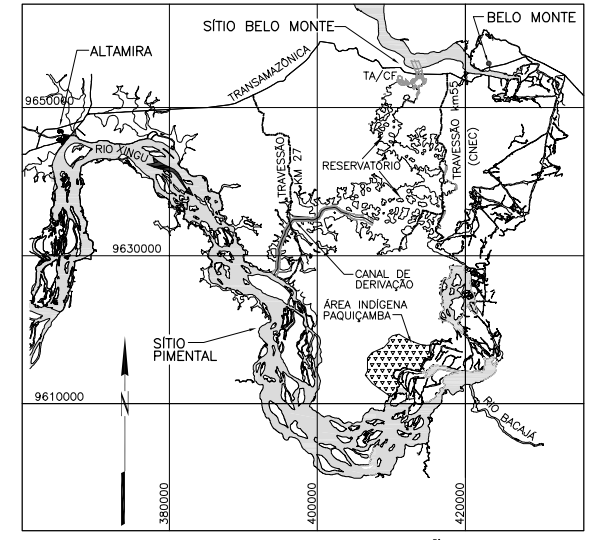 SÍTIO BELO MONTE
BELO MONTE
ALTAMIRA
TRANSAMAZÔNICA
TA/CF
9650000
RIO XINGU
TRAVESSÃO
KM 27
RESERVATÓRIO
TRAVESSÃO km55
(CNEC)
9630000
CANAL DE
DERIVAÇÃO
ÁREA INDÍGENA
PAQUIÇAMBA
SÍTIO
PIMENTAL
9610000
N
RIO BACAJÁ
380000
400000
420000